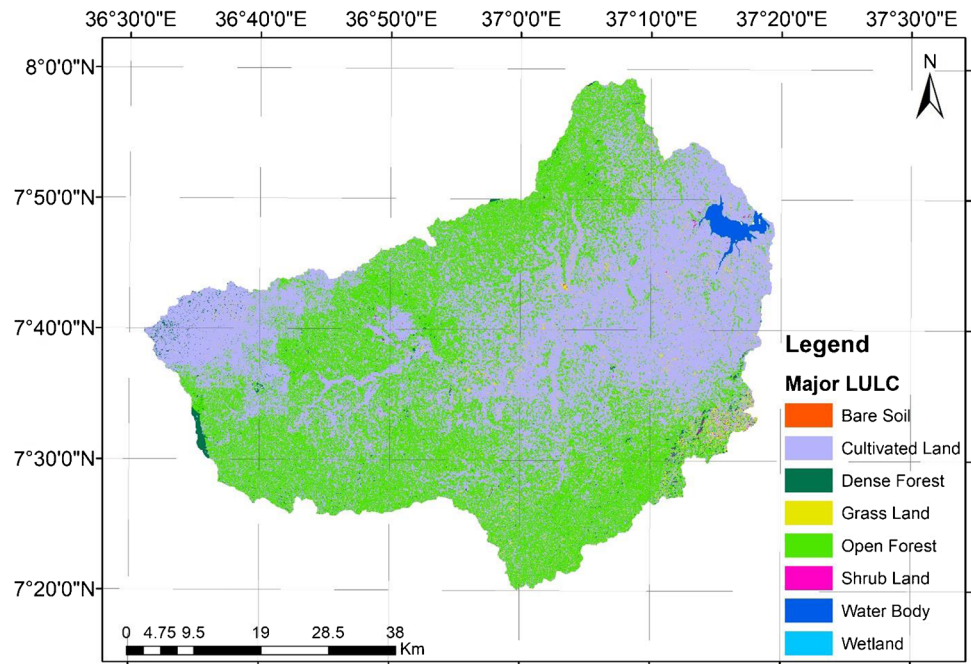 36°30'0"E 36°40'0"E 36°50'0"E 37°0'0"E 37°10'0"E 37°20'0"E 37°30'0"E
8°0'0"N
N
7°50'0"N
7°40'0"N
7°30'0"N
7°20'0"N
Legend
Major LULC
Bare Soil
Cultivated Land
Dense Forest
Grass Land
Open Forest
Shrub Land
Water Body
Wetland
0 4.75 9.5 19 28.5 38
Km